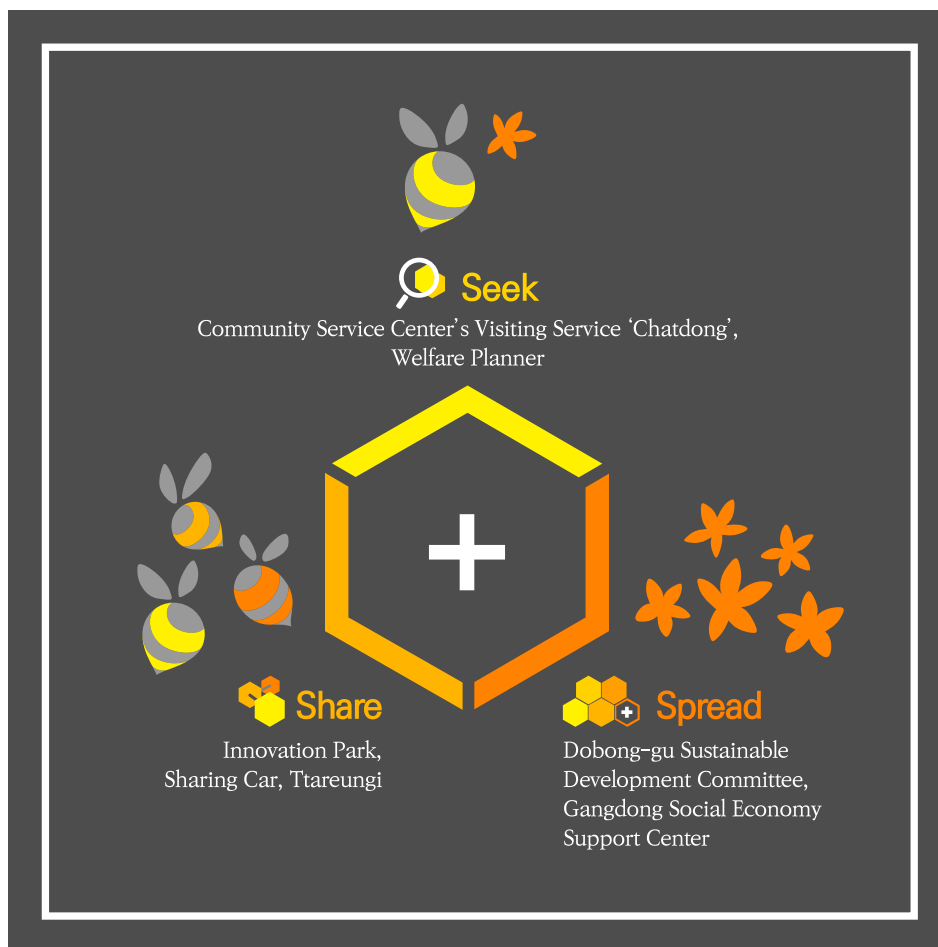 Seek
Community Service Center’s Visiting Service ‘Chatdong’,
Welfare Planner
Share
Innovation Park,
Sharing Car, Ttareungi
Spread
Dobong-gu Sustainable
Development Committee,
Gangdong Social Economy
Support Center